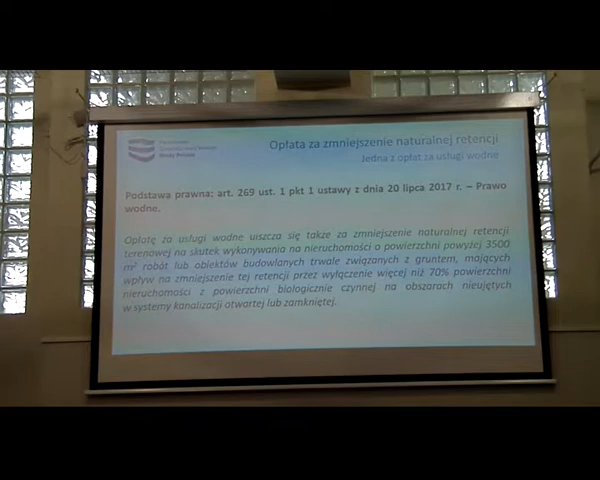 Opłata za zmniejszenie naturalnej retencji
Jedna z opłat za usługi wodne
Wody Polskie
Podstawa prawna: art. 269 ust. 1 pkt 1 ustawy z dnia 20 lipca 2017 r. – Prawo
wodne.
Opłatę za usługi wodne uiszcza się także za zmniejszenie naturalnej retencji
terenowej na skutek wykonywania na nieruchomości o powierzchni powyżej 3500
m² robót lub obiektów budowlanych trwale związanych z gruntem, mających
wpływ na zmniejszenie tej retencji przez wyłączenie więcej niż 70% powierzchni
nieruchomości z powierzchni biologicznie czynnej na obszarach nieujętych
w systemy kanalizacji otwartej lub zamkniętej.